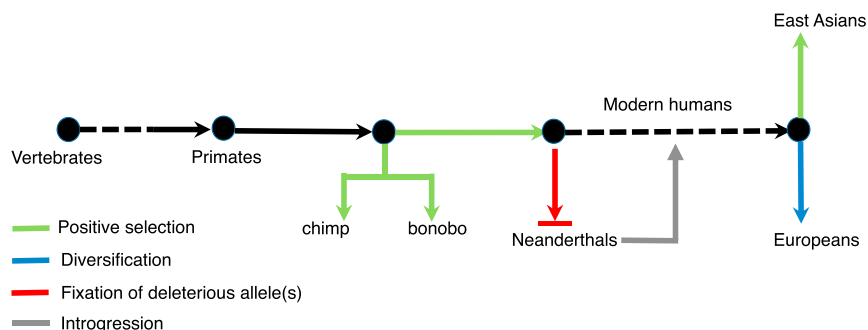 East Asians
Modern humans
Vertebrates
Primates
chimp
bonobo
Neanderthals
Europeans
Positive selection
Diversification
Fixation of deleterious allele(s)
Introgression